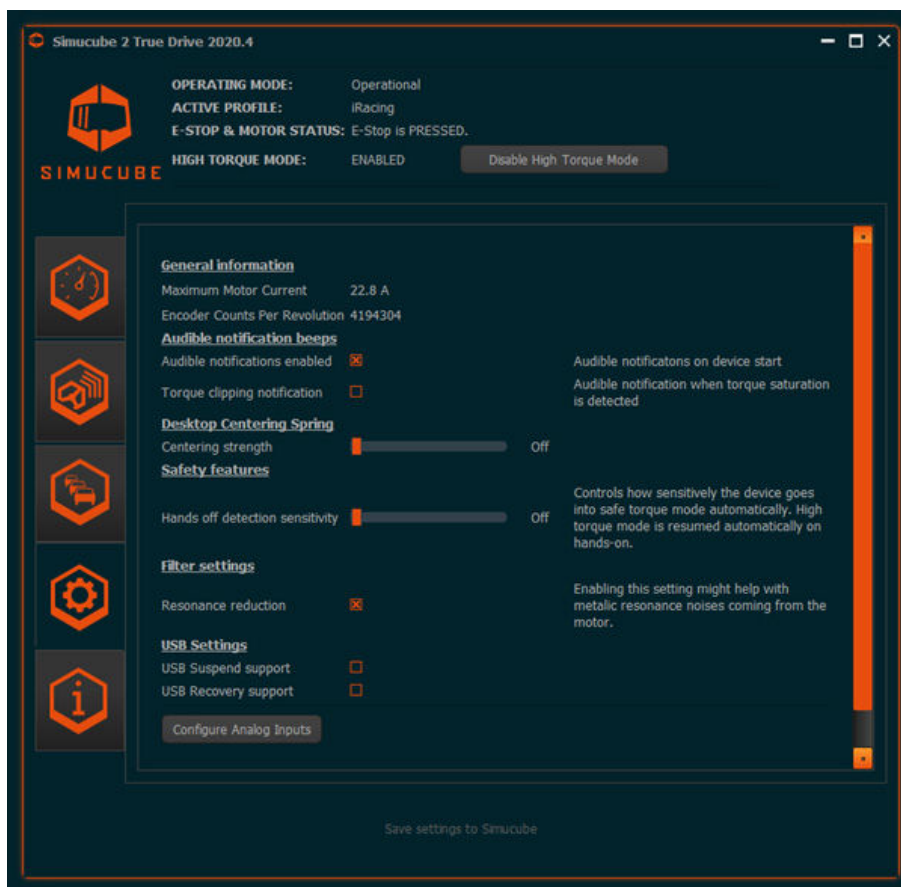 Simucube 2 True Drive 2020.4
OPERATING MODE: Operational
ACTIVE PROFILE: iRacing
E-STOP & MOTOR STATUS: E-Stop is PRESSED.
HIGH TORQUE MODE: ENABLED Disable High Torque Mode
SIMUCUBE
General information
Maximum Motor Current 22.8 A
Encoder Counts Per Revolution 4194304
Audible notification beeps
Audible notifications enabled Audible notificatons on device start
Torque clipping notification Audible notification when torque saturation
is detected
Desktop Centering Spring
Centering strength Off
Safety features
Hands off detection sensitivity Off Controls how sensitively the device goes
into safe torque mode automatically. High
torque mode is resumed automatically on
hands-on.
Filter settings
Resonance reduction Enabling this setting might help with
metalic resonance noises coming from the
motor.
USB Settings
USB Suspend support
USB Recovery support
Configure Analog Inputs
Save settings to Simucube